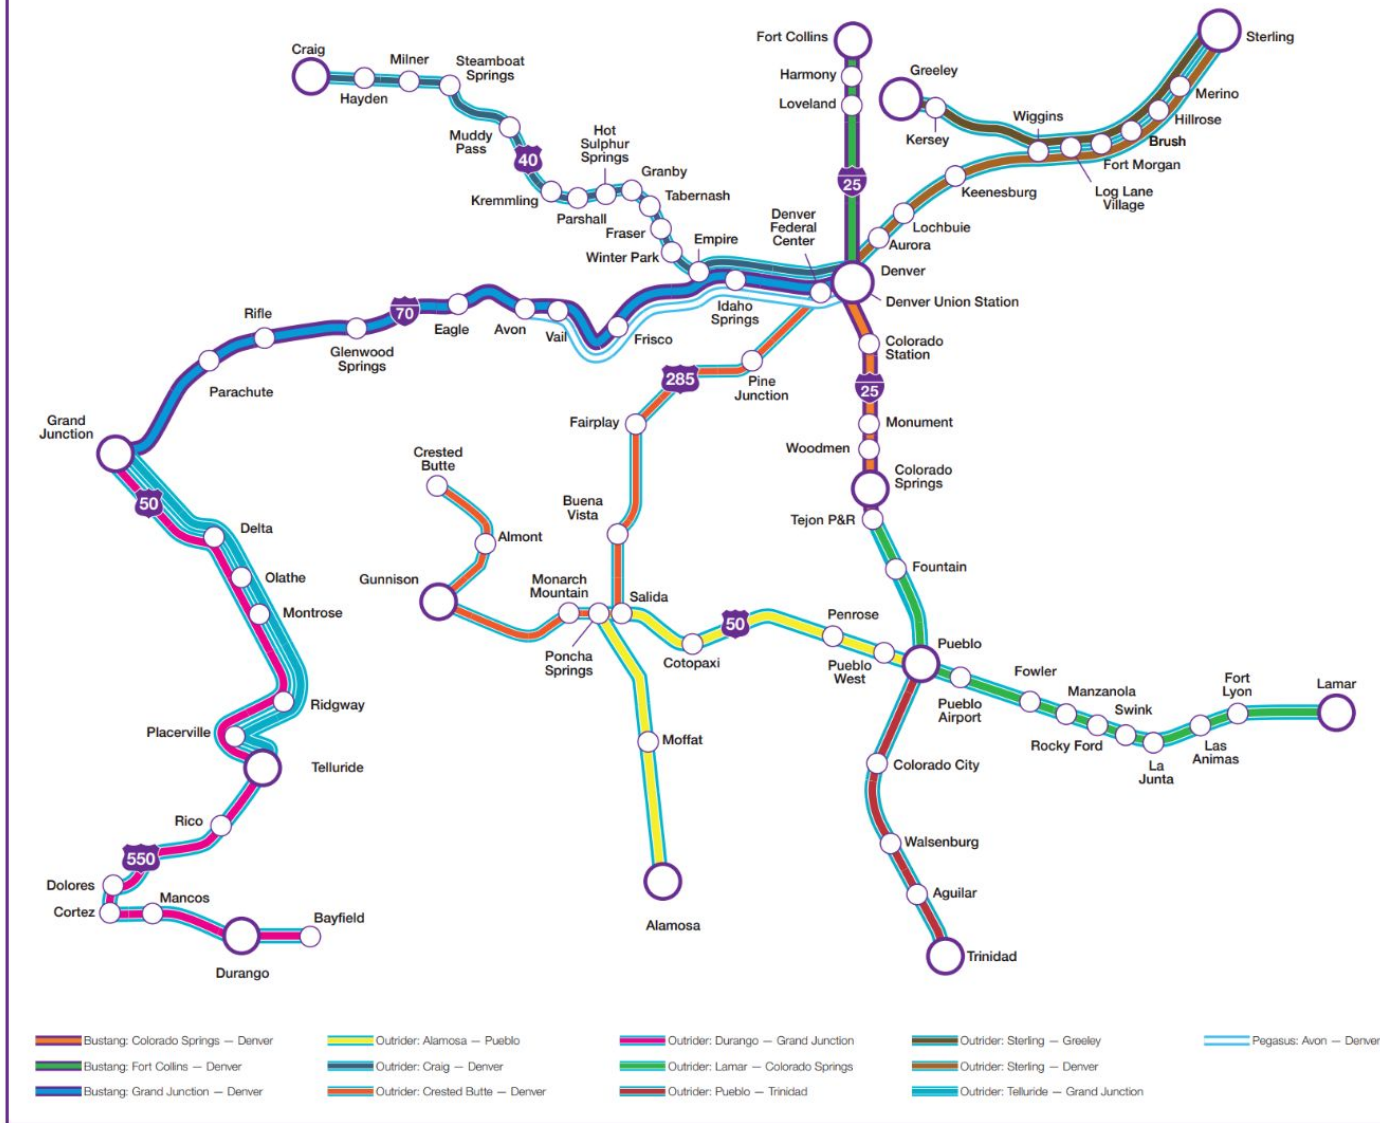 Craig
Hayden
Milner
Steamboat
Springs
Muddy
Pass
40
Kremmling
Parshall
Hot
Sulphur
Springs
Granby
Tabernash
Fraser
Winter Park
Empire
Denver
Federal
Center
Fort Collins
Harmony
Loveland
25
Greeley
Kersey
Wiggins
Sterling
Merino
Hillrose
Brush
Fort Morgan
Log Lane
Village
Keenesburg
Lochbuie
Aurora
Denver
Denver Union Station
Idaho
Springs
Frisco
Vail
Avon
Eagle
70
Glenwood
Springs
Rifle
Parachute
Grand
Junction
50
Delta
Olathe
Montrose
Ridgway
Placerville
Telluride
Rico
550
Dolores
Cortez
Mancos
Durango
Bayfield
Colorado
Station
25
Monument
Woodmen
Colorado
Springs
Tejon P&R
Fountain
Pine
Junction
285
Fairplay
Buena
Vista
Crested
Butte
Almont
Gunnison
Monarch
Mountain
Poncha
Springs
Salida
Cotopaxi
50
Penrose
Pueblo
West
Pueblo
Pueblo
Airport
Fowler
Manzanola
Rocky Ford
Swink
La
Junta
Las
Animas
Fort
Lyon
Lamar
Moffat
Alamosa
Colorado City
Walsenburg
Aguilar
Trinidad
Bustang: Colorado Springs — Denver
Bustang: Fort Collins — Denver
Bustang: Grand Junction — Denver
Outrider: Alamosa — Pueblo
Outrider: Craig — Denver
Outrider: Crested Butte — Denver
Outrider: Durango — Grand Junction
Outrider: Lamar — Colorado Springs
Outrider: Pueblo — Trinidad
Outrider: Sterling — Greeley
Outrider: Sterling — Denver
Outrider: Telluride — Grand Junction
Pegasus: Avon — Denver